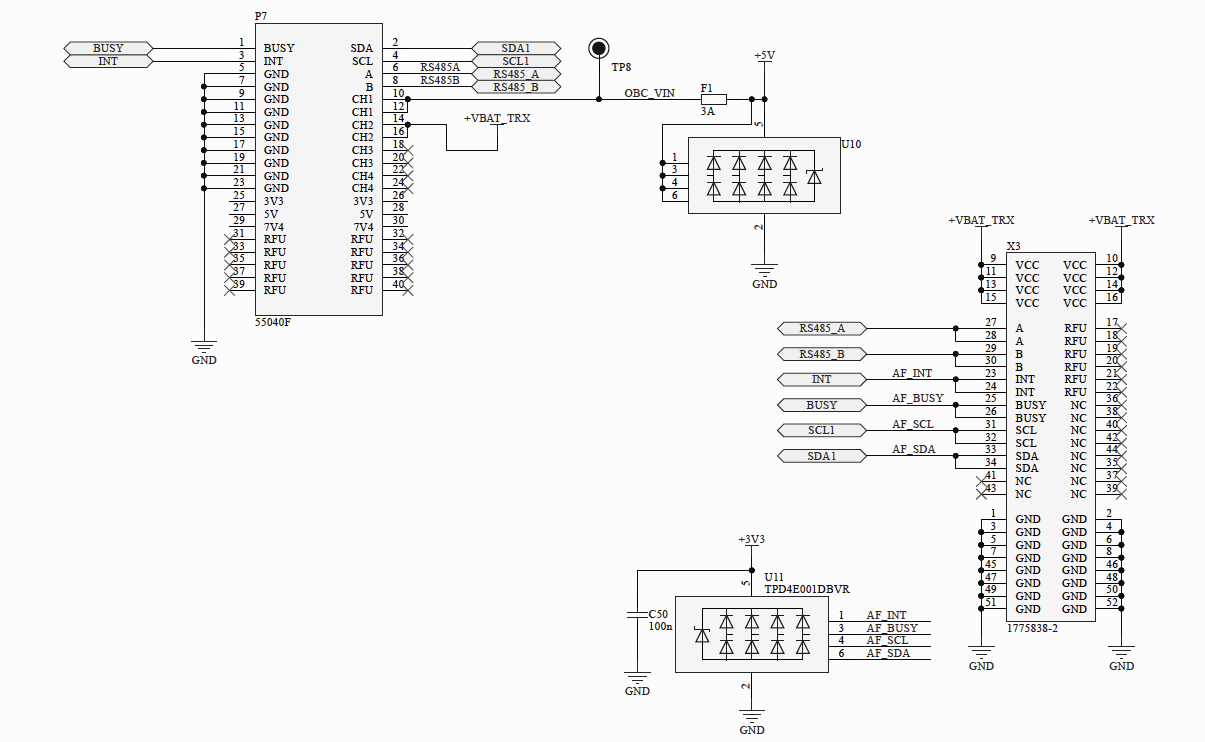 P7
BUSY 1 BUSY SDA 2 SDA1
INT 3 INT SCL 4 SCL1
5 GND A 6 RS485A RS485_A
7 GND B 8 RS485B RS485_B
9 GND CH1 10
11 GND CH1 12
13 GND CH2 14
15 GND CH2 16
17 GND CH3 18
19 GND CH3 20
21 GND CH4 22
23 GND CH4 24
25 3V3 3V3 26
27 5V 5V 28
29 7V4 7V4 30
31 RFU RFU 32
33 RFU RFU 34
35 RFU RFU 36
37 RFU RFU 38
39 RFU RFU 40
55040F
GND
+VBAT_TRX
TP8
OBC_VIN
F1
3A
+5V
5
U10
1
3
4
6
2
GND
+VBAT_TRX +VBAT_TRX
X3
9 VCC VCC 10
11 VCC VCC 12
13 VCC VCC 14
15 VCC VCC 16
RS485_A 27 A RFU 17
28 A RFU 18
RS485_B 29 B RFU 19
30 B RFU 20
INT AF_INT 23 INT RFU 21
24 INT RFU 22
BUSY AF_BUSY 25 BUSY NC 36
26 BUSY NC 38
SCL1 AF_SCL 31 SCL NC 40
32 SCL NC 42
SDA1 AF_SDA 33 SDA NC 44
34 SDA NC 35
41 NC NC 37
43 NC NC 39
1 GND GND 2
3 GND GND 4
5 GND GND 6
7 GND GND 8
45 GND GND 46
47 GND GND 48
49 GND GND 50
51 GND GND 52
1775838-2
GND GND
+3V3
5
U11
TPD4E001DBVR
C50
100n
1 AF_INT
3 AF_BUSY
4 AF_SCL
6 AF_SDA
2
GND
GND